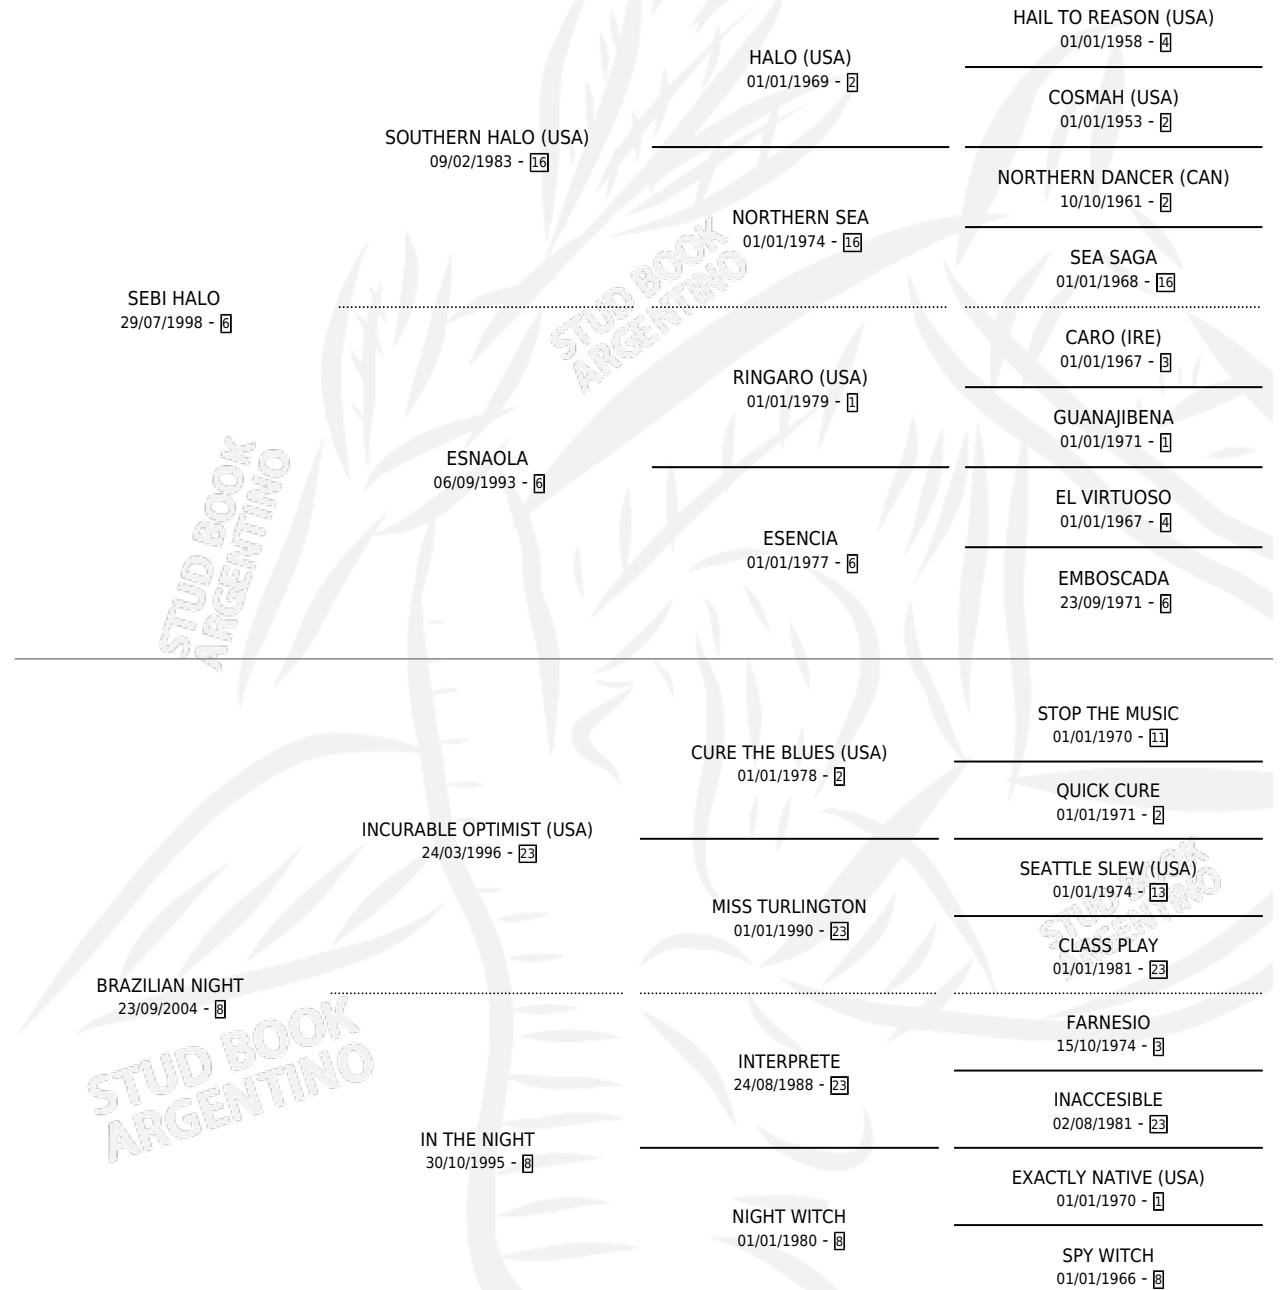 HAIL TO REASON (USA)
01/01/1958 - 4
HALO (USA)
01/01/1969 - 2
COSMAH (USA)
01/01/1953 - 2
SOUTHERN HALO (USA)
09/02/1983 - 16
NORTHERN DANCER (CAN)
10/10/1961 - 2
NORTHERN SEA
01/01/1974 - 16
SEA SAGA
01/01/1968 - 16
SEBI HALO
29/07/1998 - 6
CARO (IRE)
01/01/1967 - 3
RINGARO (USA)
01/01/1979 - 1
GUANAJIBENA
01/01/1971 - 1
ESNAOLA
06/09/1993 - 6
EL VIRTUOSO
01/01/1967 - 4
ESENCIA
01/01/1977 - 6
EMBOSCADA
23/09/1971 - 6
STUD BOOK
ARGENTINO
STUD BOOK
ARGENTINO
STOP THE MUSIC
01/01/1970 - 11
CURE THE BLUES (USA)
01/01/1978 - 2
QUICK CURE
01/01/1971 - 2
INCURABLE OPTIMIST (USA)
24/03/1996 - 23
SEATTLE SLEW (USA)
01/01/1974 - 13
MISS TURLINGTON
01/01/1990 - 23
CLASS PLAY
01/01/1981 - 23
STUD BOOK
ARGENTINO
BRAZILIAN NIGHT
23/09/2004 - 8
FARNESIO
15/10/1974 - 3
INTERPRETE
24/08/1988 - 23
INACCESIBLE
02/08/1981 - 23
IN THE NIGHT
30/10/1995 - 8
EXACTLY NATIVE (USA)
01/01/1970 - 1
NIGHT WITCH
01/01/1980 - 8
SPY WITCH
01/01/1966 - 8
STUD BOOK
ARGENTINO